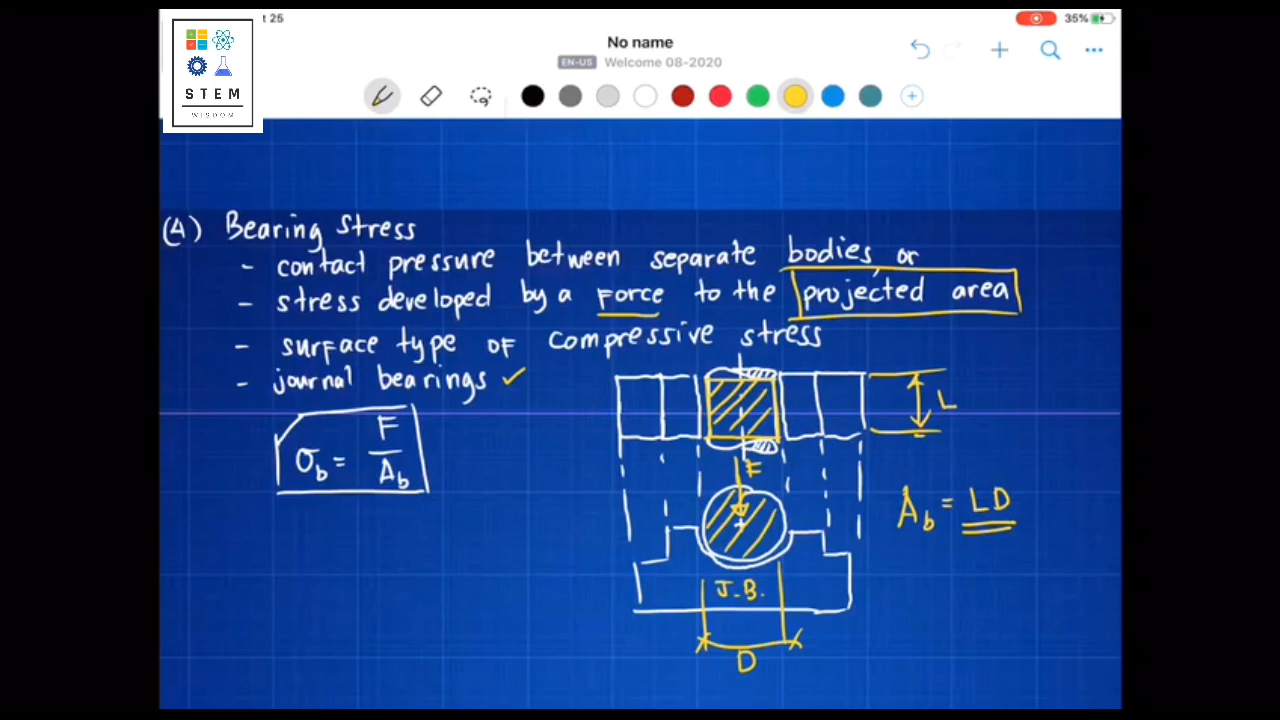 t 25
35%
No name
EN-US Welcome 08-2020
STEM
WISDOM
(4) Bearing Stress
- contact pressure between separate bodies or
- stress developed by a Force to the projected area
- surface type of compressive stress
- journal bearings ✓
σb = F / Ab
L
F
Ab = LD
J.B.
D